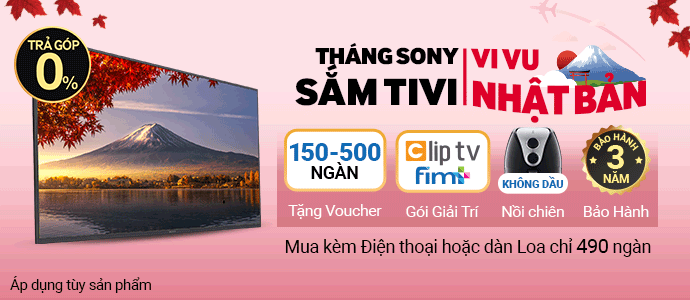 TRẢ GÓP
0%
THÁNG SONY
SẮM TIVI
VI VU
NHẬT BẢN
150-500
NGÀN
Tặng Voucher
Clip tv
fim+
Gói Giải Trí
KHÔNG DẦU
Nồi chiên
BẢO HÀNH
3
NĂM
Bảo Hành
Mua kèm Điện thoại hoặc dàn Loa chỉ 490 ngàn
Áp dụng tùy sản phẩm